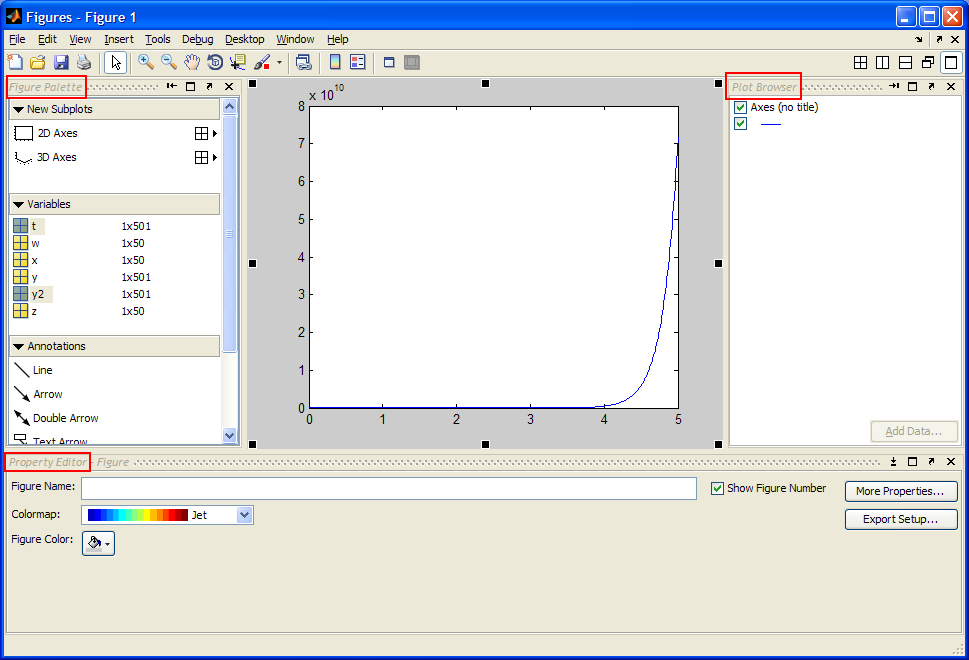 Figures - Figure 1
File Edit View Insert Tools Debug Desktop Window Help
Figure Palette
New Subplots
2D Axes
3D Axes
Variables
t 1x501
w 1x50
x 1x50
y 1x501
y2 1x501
z 1x50
Annotations
Line
Arrow
Double Arrow
Text Arrow
x 10^10
8
7
6
5
4
3
2
1
0
0 1 2 3 4 5
Plot Browser
Axes (no title)
Add Data...
Property Editor - Figure
Figure Name:
Show Figure Number
More Properties...
Colormap: Jet
Export Setup...
Figure Color: